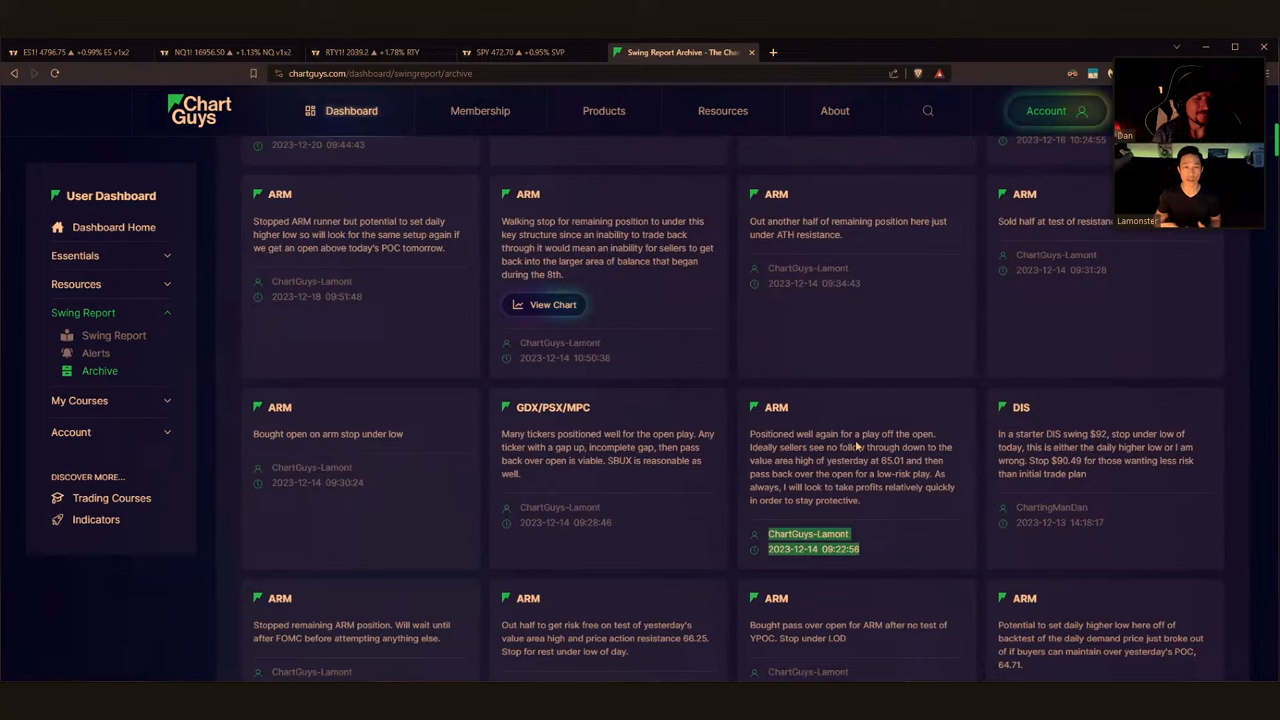 ES1! 4796.75 ▲ +0.99% ES v1x2
NQ1! 16956.50 ▲ +1.13% NQ v1x2
RTY1! 2039.2 ▲ +1.78% RTY
SPY 472.70 ▲ +0.95% SVP
Swing Report Archive - The Cha
chartguys.com/dashboard/swingreport/archive
Chart
Guys
Dashboard
Membership
Products
Resources
About
Account
Dan
Lamonster
User Dashboard
Dashboard Home
Essentials
Resources
Swing Report
Swing Report
Alerts
Archive
My Courses
Account
DISCOVER MORE...
Trading Courses
Indicators
2023-12-20 09:44:43
2023-12-18 10:24:55
ARM
Stopped ARM runner but potential to set daily
higher low so will look for the same setup again if
we get an open above today's POC tomorrow.
ChartGuys-Lamont
2023-12-18 09:51:48
ARM
Walking stop for remaining position to under this
key structure since an inability to trade back
through it would mean an inability for sellers to get
back into the larger area of balance that began
during the 8th.
View Chart
ChartGuys-Lamont
2023-12-14 10:50:38
ARM
Out another half of remaining position here just
under ATH resistance.
ChartGuys-Lamont
2023-12-14 09:34:43
ARM
Sold half at test of resistanc
ChartGuys-Lamont
2023-12-14 09:31:28
ARM
Bought open on arm stop under low
ChartGuys-Lamont
2023-12-14 09:30:24
GDX/PSX/MPC
Many tickers positioned well for the open play. Any
ticker with a gap up, incomplete gap, then pass
back over open is viable. SBUX is reasonable as
well.
ChartGuys-Lamont
2023-12-14 09:28:46
ARM
Positioned well again for a play off the open.
Ideally sellers see no follow through down to the
value area high of yesterday at 65.01 and then
pass back over the open for a low-risk play. As
always, I will look to take profits relatively quickly
in order to stay protective.
ChartGuys-Lamont
2023-12-14 09:22:56
DIS
In a starter DIS swing $92, stop under low of
today, this is either the daily higher low or I am
wrong. Stop $90.49 for those wanting less risk
than initial trade plan
ChartingManDan
2023-12-13 14:16:17
ARM
Stopped remaining ARM position. Will wait until
after FOMC before attempting anything else.
ChartGuys-Lamont
ARM
Out half to get risk free on test of yesterday's
value area high and price action resistance 66.25.
Stop for rest under low of day.
ChartGuys-Lamont
ARM
Bought pass over open for ARM after no test of
YPOC. Stop under LOD
ChartGuys-Lamont
ARM
Potential to set daily higher low here off of
backtest of the daily demand price just broke out
of if buyers can maintain over yesterday's POC,
64.71.